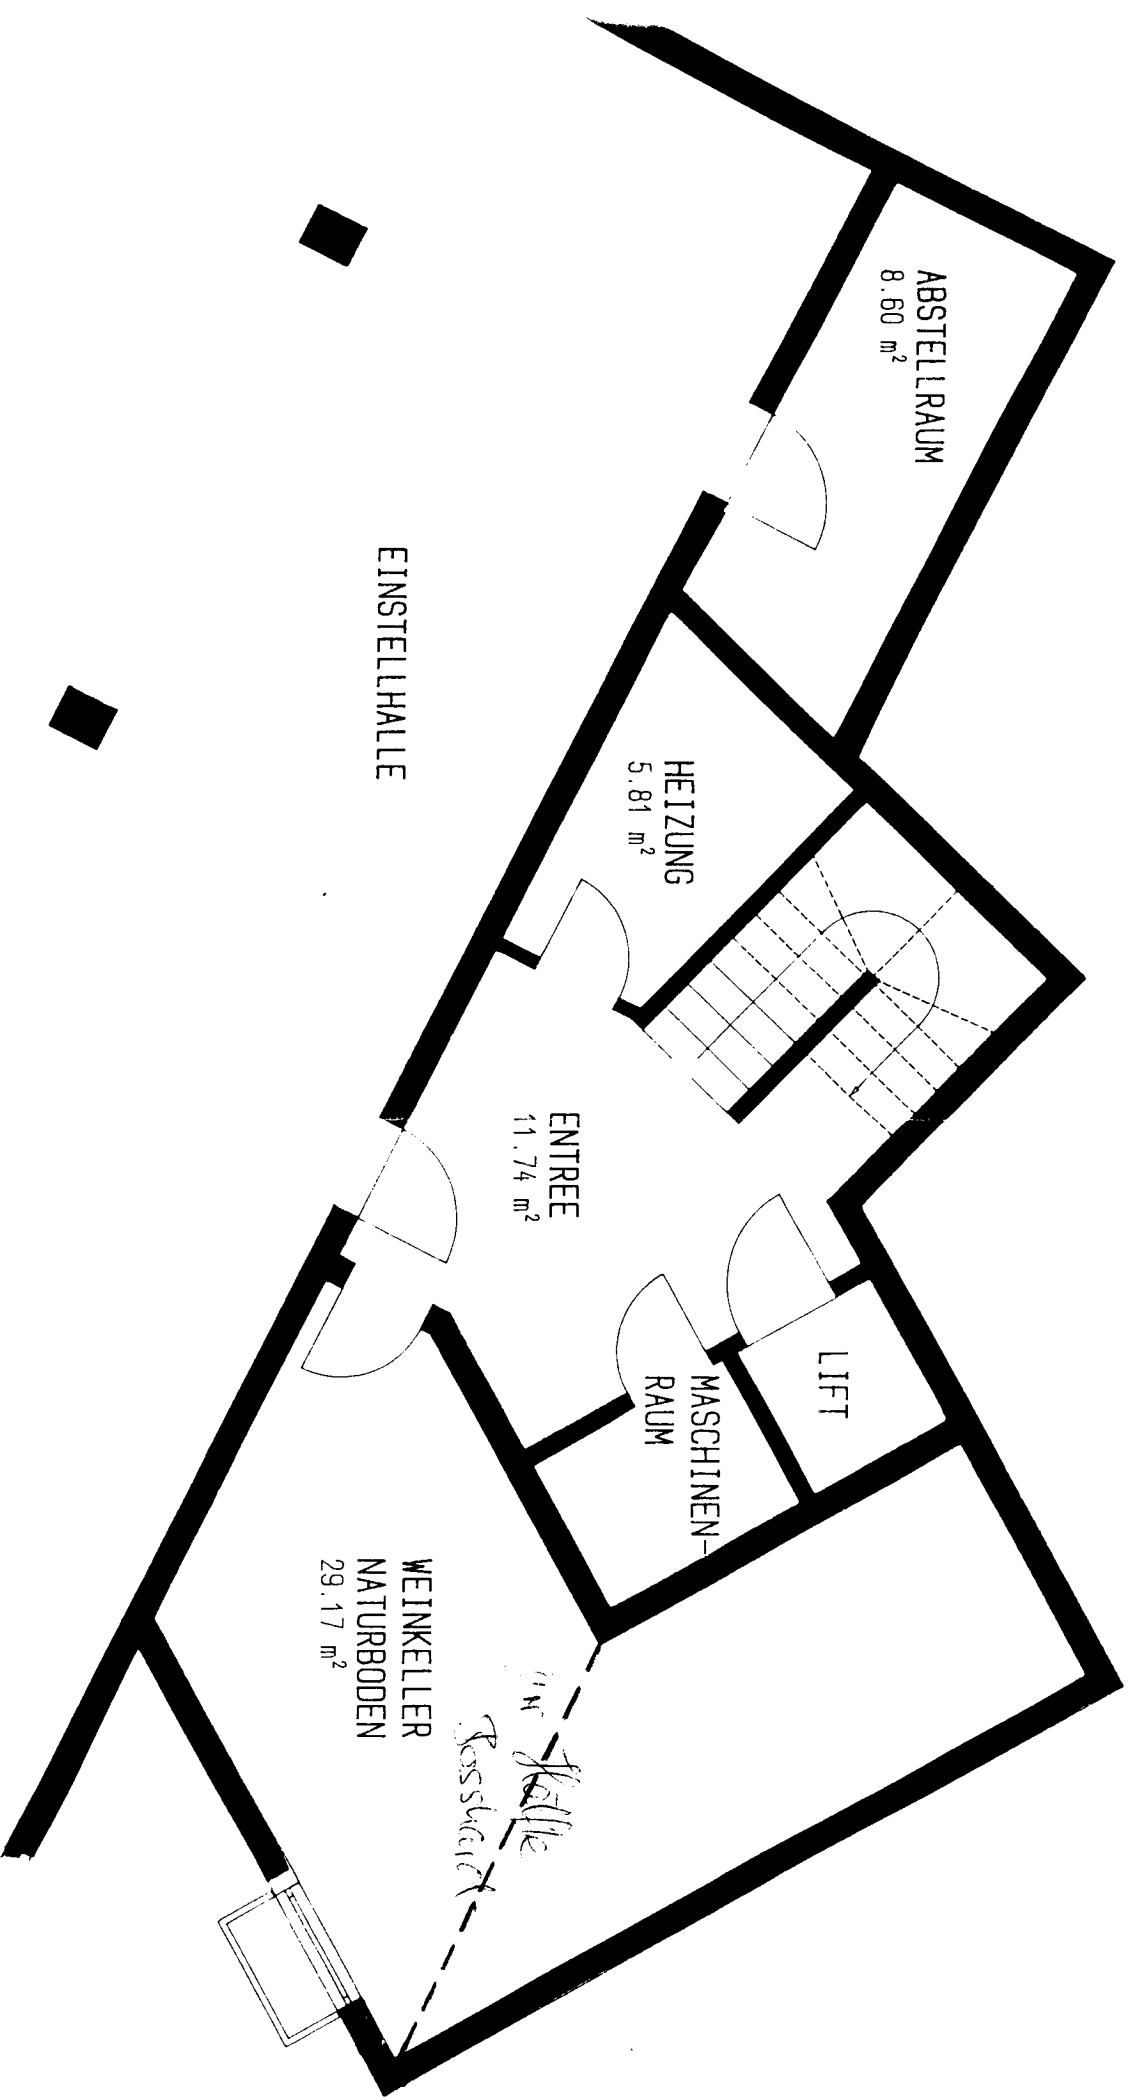 ABSTELLRAUM
8.60 m²
EINSTELLHALLE
HEIZUNG
5.81 m²
ENTREE
11.74 m²
LIFT
MASCHINEN-
RAUM
WEINKELLER
NATURBODEN
29.17 m²
Hälfte